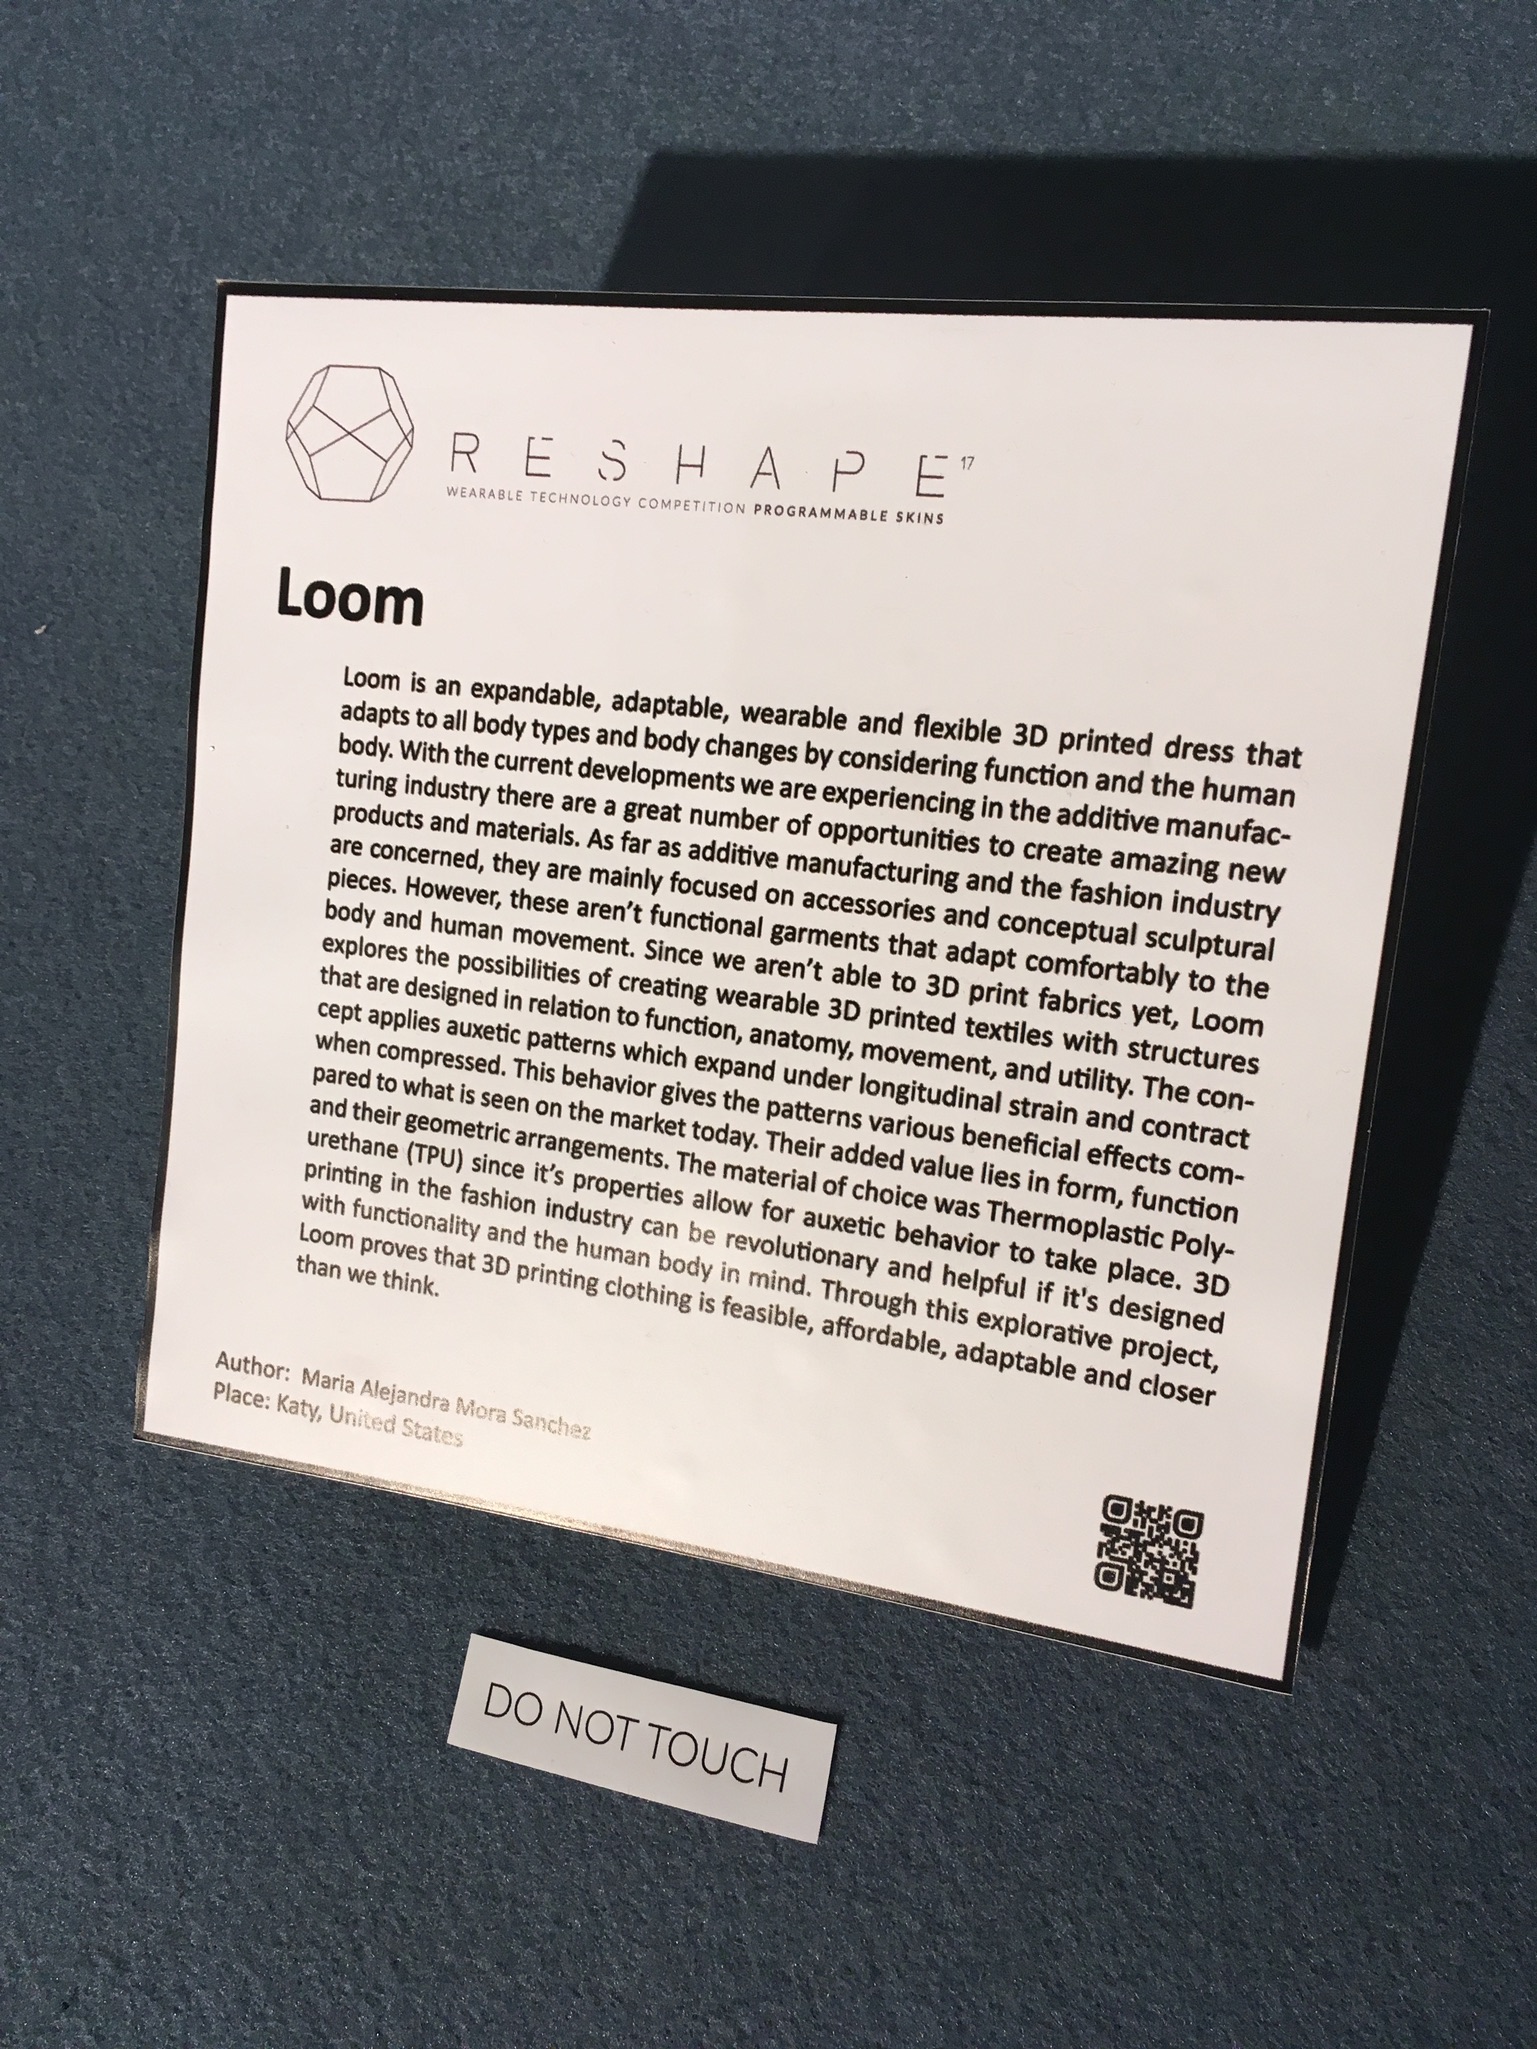 RESHAPE 17
WEARABLE TECHNOLOGY COMPETITION PROGRAMMABLE SKINS
Loom
Loom is an expandable, adaptable, wearable and flexible 3D printed dress that
adapts to all body types and body changes by considering function and the human
body. With the current developments we are experiencing in the additive manufac-
turing industry there are a great number of opportunities to create amazing new
products and materials. As far as additive manufacturing and the fashion industry
are concerned, they are mainly focused on accessories and conceptual sculptural
pieces. However, these aren't functional garments that adapt comfortably to the
body and human movement. Since we aren't able to 3D print fabrics yet, Loom
explores the possibilities of creating wearable 3D printed textiles with structures
that are designed in relation to function, anatomy, movement, and utility. The con-
cept applies auxetic patterns which expand under longitudinal strain and contract
when compressed. This behavior gives the patterns various beneficial effects com-
pared to what is seen on the market today. Their added value lies in form, function
and their geometric arrangements. The material of choice was Thermoplastic Poly-
urethane (TPU) since it's properties allow for auxetic behavior to take place. 3D
printing in the fashion industry can be revolutionary and helpful if it's designed
with functionality and the human body in mind. Through this explorative project,
Loom proves that 3D printing clothing is feasible, affordable, adaptable and closer
than we think.
Author: Maria Alejandra Mora Sanchez
Place: Katy, United States
DO NOT TOUCH